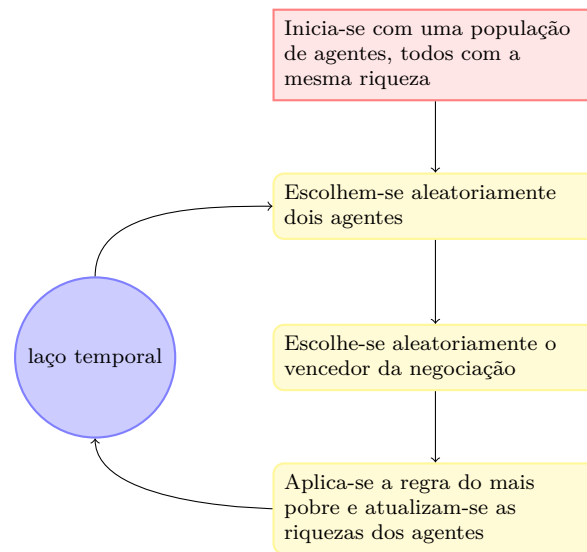 Inicia-se com uma população
de agentes, todos com a
mesma riqueza
Escolhem-se aleatoriamente
dois agentes
laço temporal
Escolhe-se aleatoriamente o
vencedor da negociação
Aplica-se a regra do mais
pobre e atualizam-se as
riquezas dos agentes